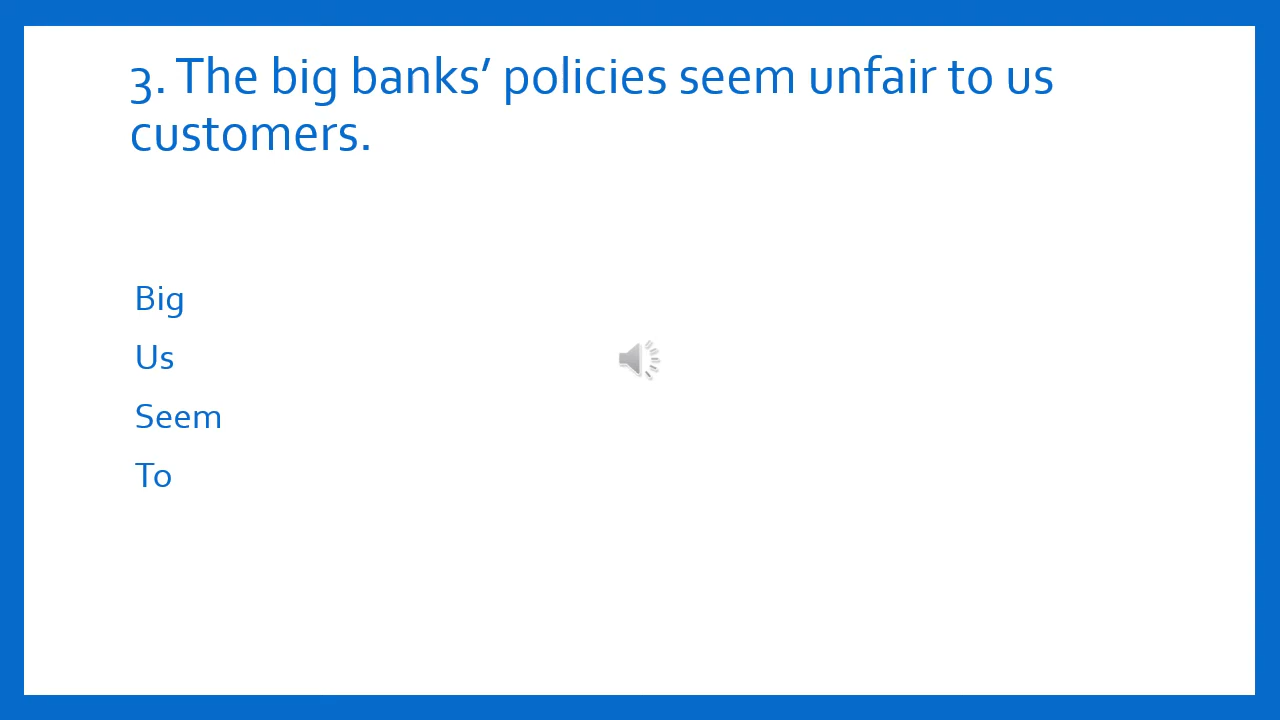 3. The big banks’ policies seem unfair to us
customers.
Big
Us
Seem
To